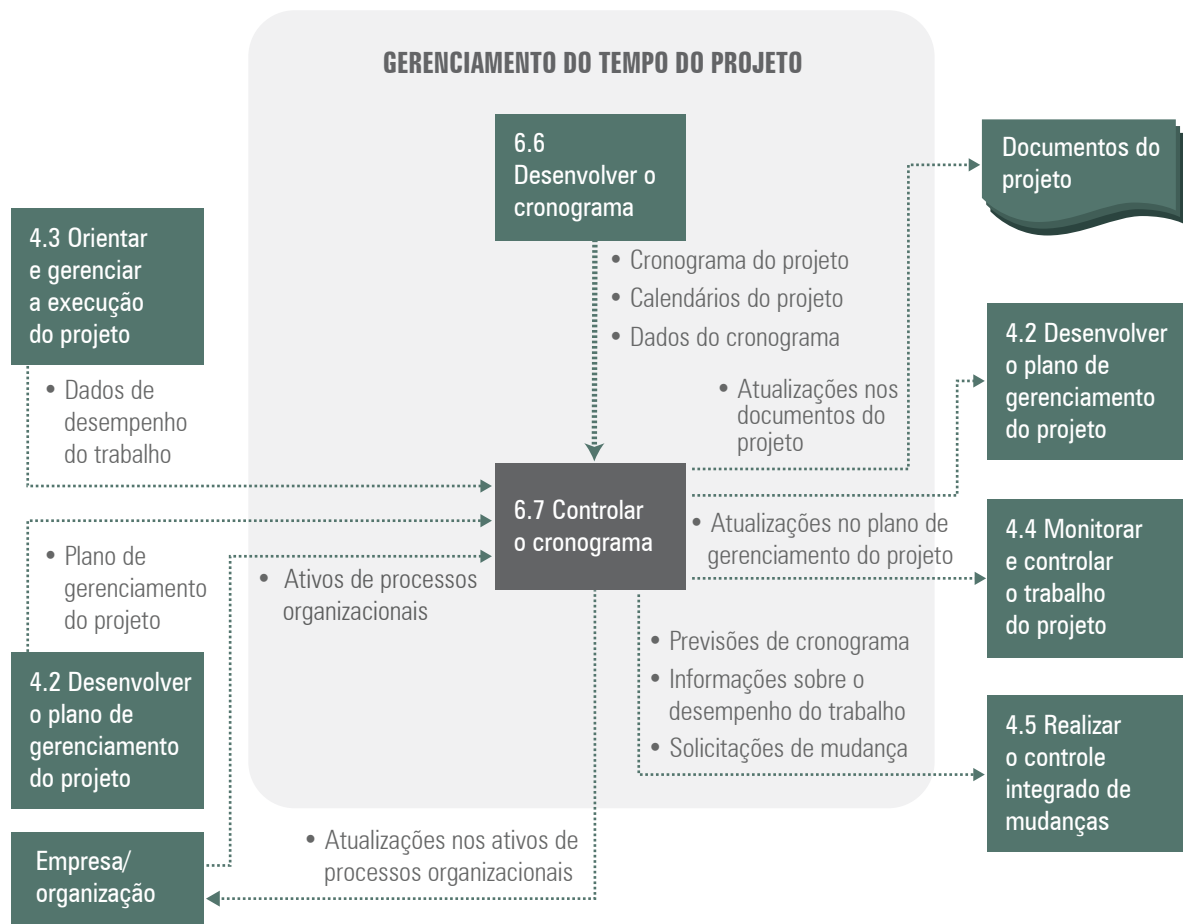 GERENCIAMENTO DO TEMPO DO PROJETO
6.6
Desenvolver o
cronograma
Documentos do
projeto
4.3 Orientar
e gerenciar
a execução
do projeto
• Cronograma do projeto
• Calendários do projeto
• Dados do cronograma
4.2 Desenvolver
o plano de
gerenciamento
do projeto
• Dados de
desempenho
do trabalho
• Atualizações nos
documentos do
projeto
6.7 Controlar
o cronograma
• Atualizações no plano de
gerenciamento do projeto
4.4 Monitorar
e controlar
o trabalho
do projeto
• Plano de
gerenciamento
do projeto
• Ativos de processos
organizacionais
• Previsões de cronograma
• Informações sobre o
desempenho do trabalho
• Solicitações de mudança
4.2 Desenvolver
o plano de
gerenciamento
do projeto
4.5 Realizar
o controle
integrado de
mudanças
• Atualizações nos ativos de
processos organizacionais
Empresa/
organização